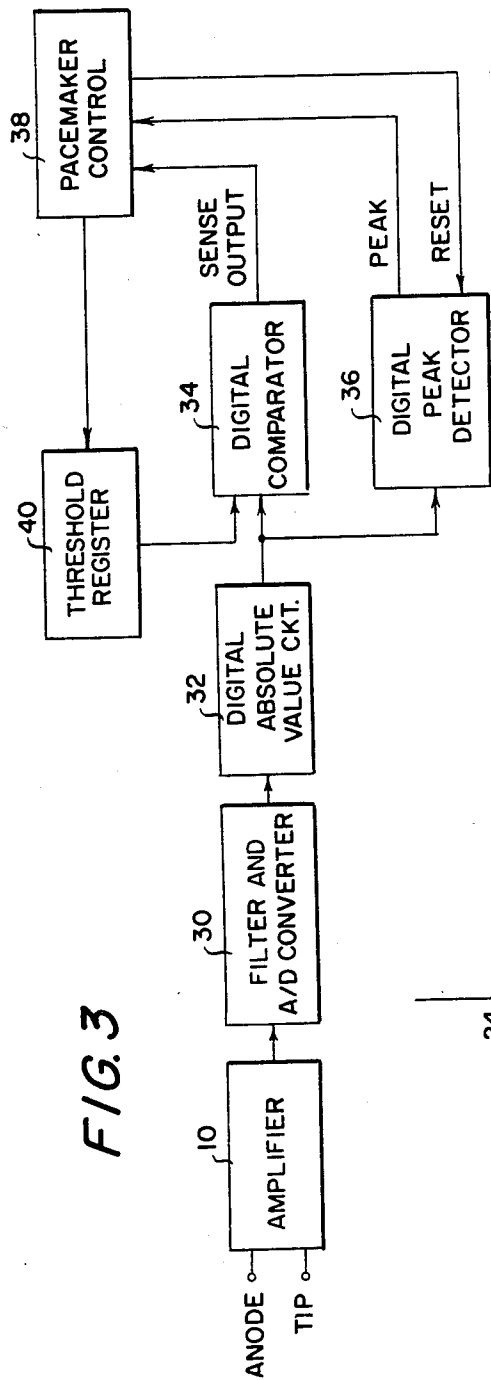 FIG. 3
ANODE
TIP
10
AMPLIFIER
30
FILTER AND
A/D CONVERTER
32
DIGITAL
ABSOLUTE
VALUE CKT.
40
THRESHOLD
REGISTER
34
DIGITAL
COMPARATOR
SENSE
OUTPUT
38
PACEMAKER
CONTROL
36
DIGITAL
PEAK
DETECTOR
PEAK
RESET
24